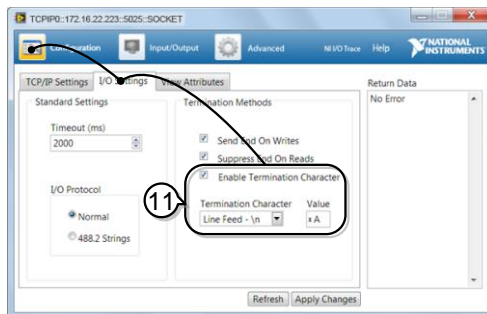 TCPIP0::172.16.22.223::5025::SOCKET
Configuration Input/Output Advanced NI I/O Trace Help NATIONAL INSTRUMENTS
TCP/IP Settings I/O Settings View Attributes
Return Data
No Error
Standard Settings
Timeout (ms)
2000
I/O Protocol
Normal
488.2 Strings
Termination Methods
Send End On Writes
Suppress End On Reads
Enable Termination Character
11
Termination Character Value
Line Feed - \n x A
Refresh Apply Changes